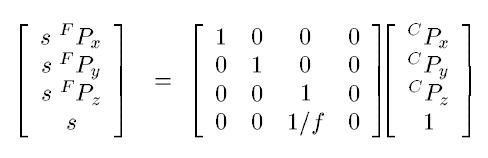 [ s ^F P_x ] = [ 1 0 0 0 ] [ ^C P_x ]
[ s ^F P_y ] [ 0 1 0 0 ] [ ^C P_y ]
[ s ^F P_z ] [ 0 0 1 0 ] [ ^C P_z ]
[ s ] [ 0 0 1/f 0 ] [ 1 ]